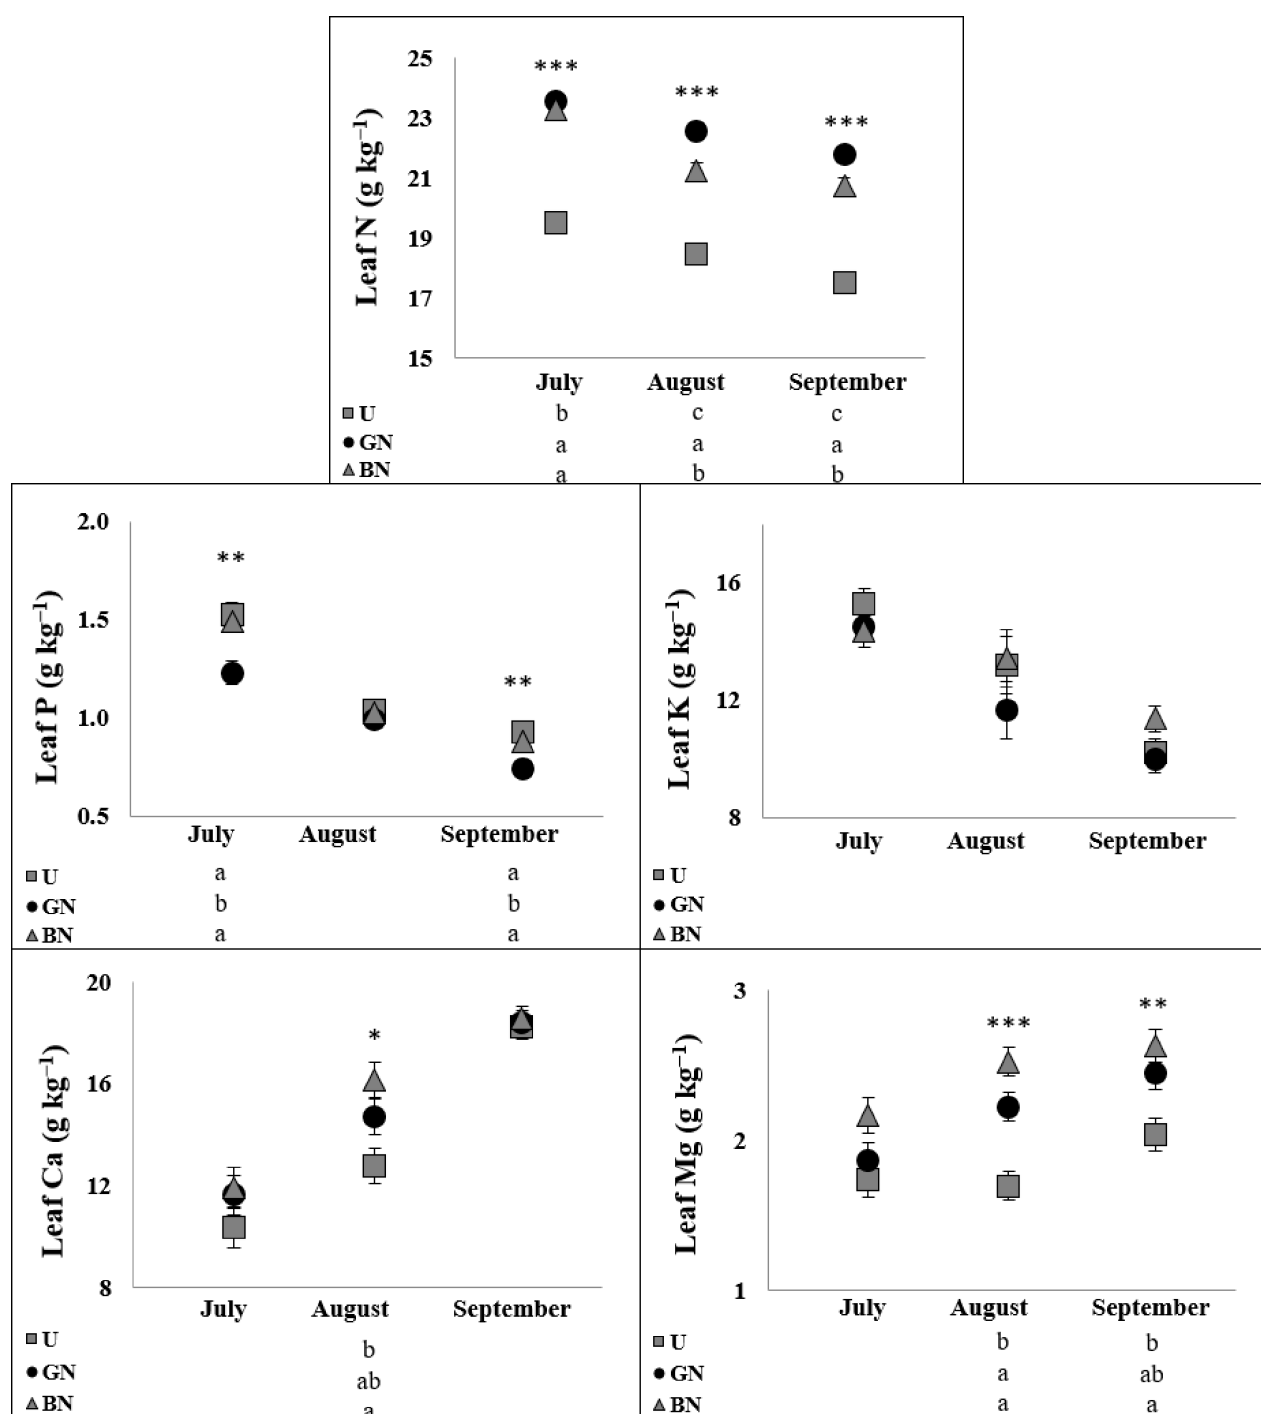 25
***
***
23
***
21
19
17
15
Leaf N (g kg⁻¹)
July August September
U b c c
GN a a a
BN a b b
2.0
**
1.5
**
1.0
0.5
Leaf P (g kg⁻¹)
July August September
U a a
GN b b
BN a a
16
12
8
Leaf K (g kg⁻¹)
July August September
U
GN
BN
20
*
16
12
8
Leaf Ca (g kg⁻¹)
July August September
U b
GN ab
BN a
3
**
***
2
1
Leaf Mg (g kg⁻¹)
July August September
U b b
GN a ab
BN a a